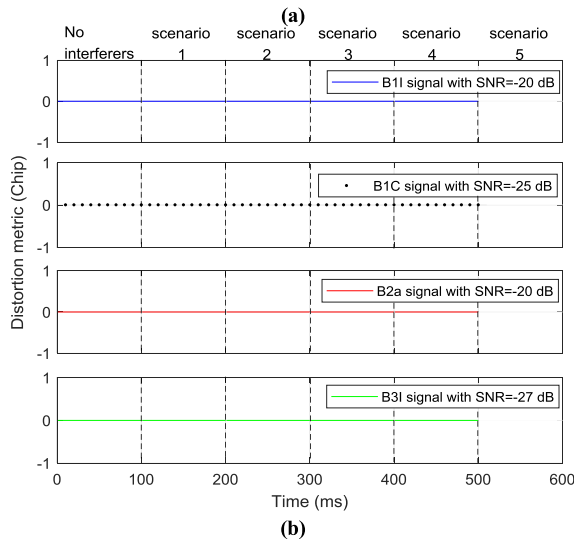 (a)
No interferers
scenario 1
scenario 2
scenario 3
scenario 4
scenario 5
1
0
-1
B1I signal with SNR=-20 dB
1
0
-1
B1C signal with SNR=-25 dB
1
0
-1
B2a signal with SNR=-20 dB
1
0
-1
B3I signal with SNR=-27 dB
Distortion metric (Chip)
0 100 200 300 400 500 600
Time (ms)
(b)